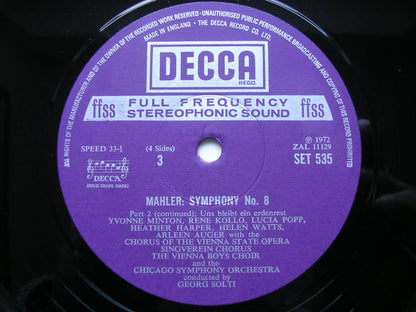 ALL RIGHTS OF THE MANUFACTURER AND OF THE OWNER OF THE RECORDED WORK RESERVED · UNAUTHORISED PUBLIC PERFORMANCE BROADCASTING AND COPYING OF THIS RECORD PROHIBITED
MADE IN ENGLAND · THE DECCA RECORD CO. LTD.
DECCA
REGD.
ffss FULL FREQUENCY ffss
STEREOPHONIC SOUND
SPEED 33⅓
(4 Sides)
3
℗ 1972
ZAL 11129
SET 535
DECCA
(REGD. TRADE MARK)
MAHLER: SYMPHONY No. 8
Part 2 (continued); Uns bleibt ein erdenrest
YVONNE MINTON, RENE KOLLO, LUCIA POPP,
HEATHER HARPER, HELEN WATTS,
ARLEEN AUGER with the
CHORUS OF THE VIENNA STATE OPERA
SINGVEREIN CHORUS
THE VIENNA BOYS CHOIR
and the
CHICAGO SYMPHONY ORCHESTRA
conducted by
GEORG SOLTI